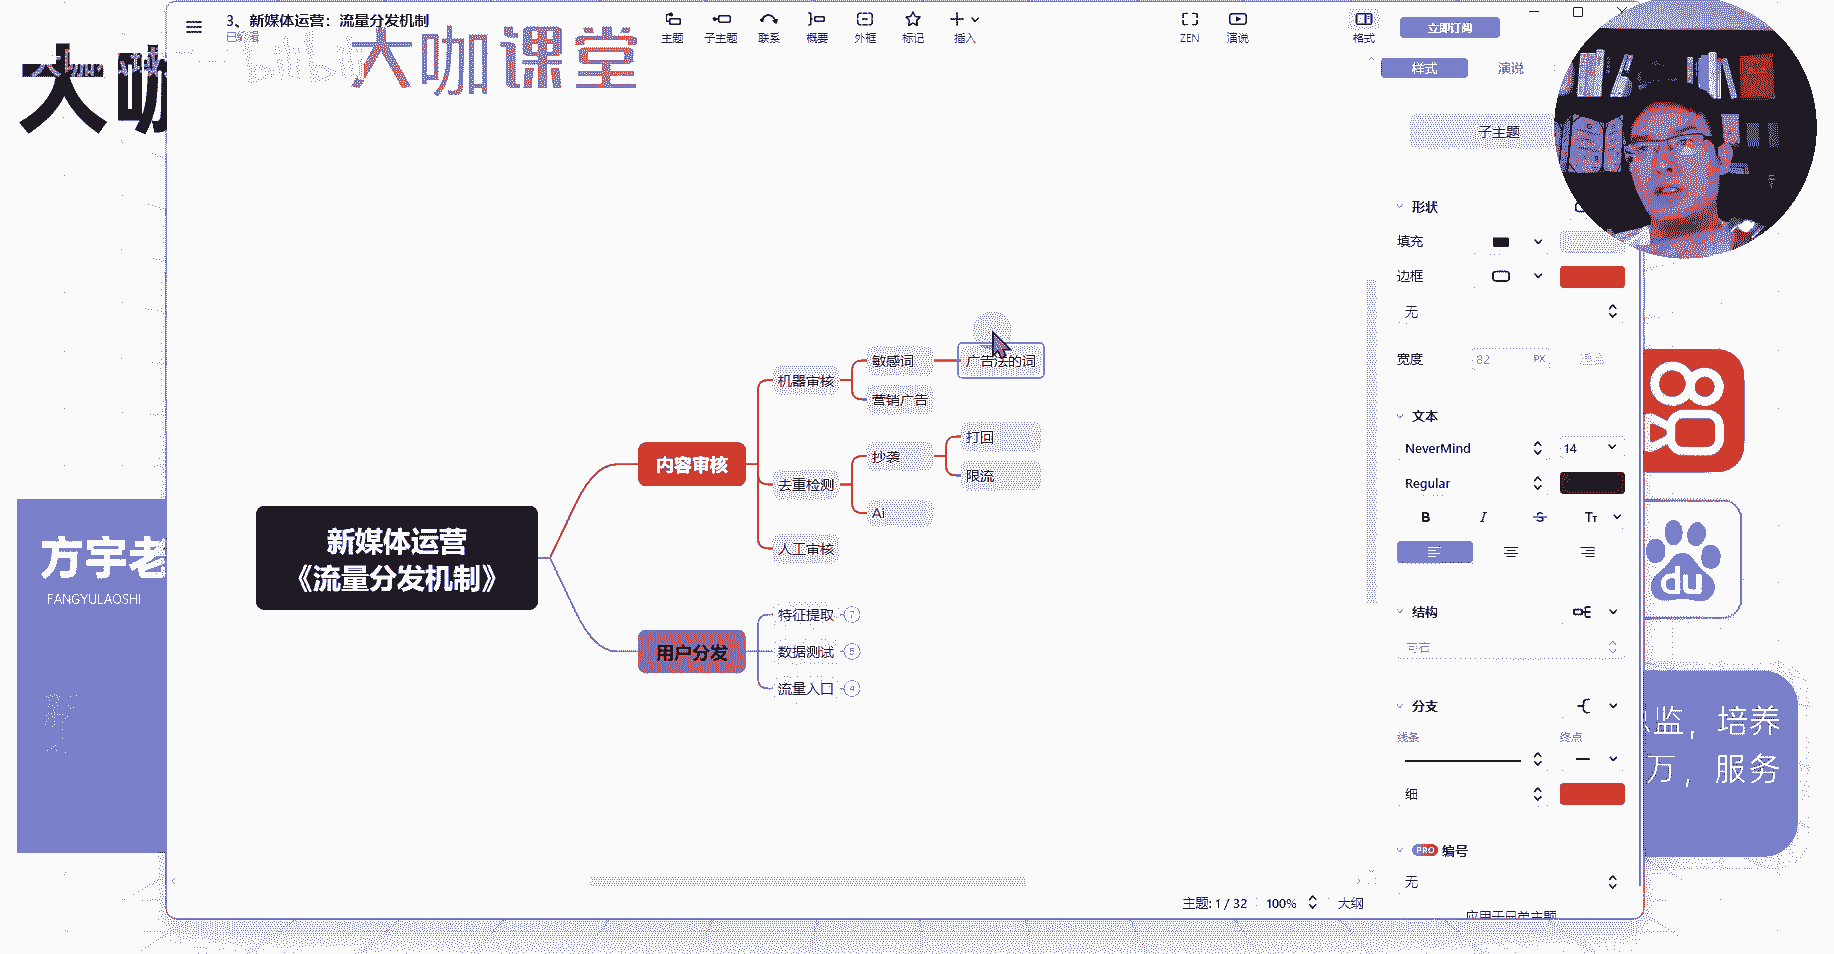 3、新媒体运营：流量分发机制
已编辑
主题
子主题
联系
概要
外框
标记
插入
ZEN
演说
格式
立即订阅
bilibili
大咖课堂
大咖
样式
演说
子主题
形状
填充
边框
无
宽度
82
PX
文本
NeverMind
14
Regular
B
I
S
Tт
结构
分支
线条
终点
细
PRO
编号
无
应用于兄弟主题
新媒体运营
《流量分发机制》
内容审核
机器审核
敏感词
广告法的词
营销广告
去重检测
抄袭
打回
限流
Ai
人工审核
用户分发
特征提取
7
数据测试
5
流量入口
4
方宇老
FANGYULAOSHI
du
总监，培养
万，服务
主题: 1 / 32
100%
大纲